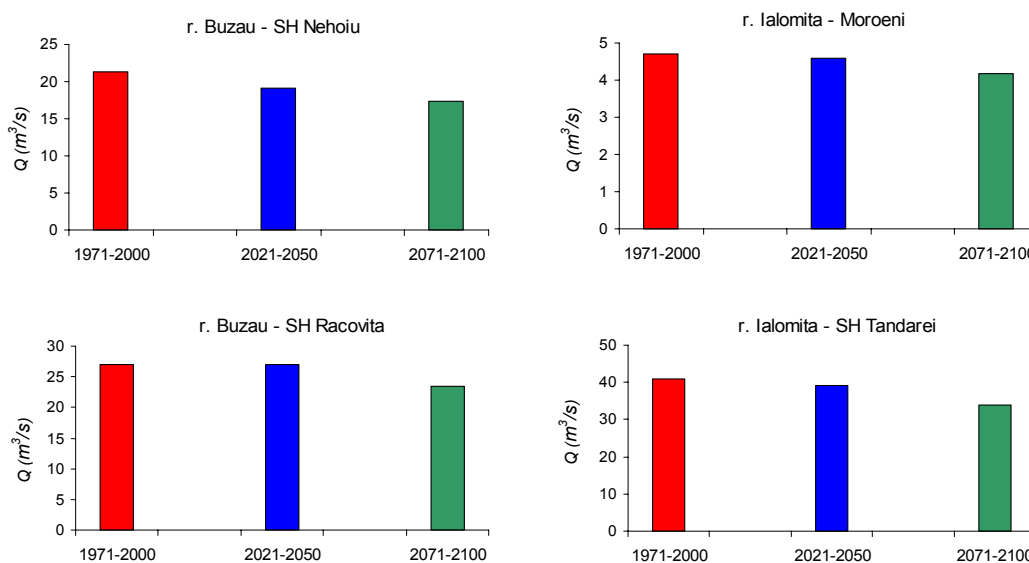 r. Buzau - SH Nehoiu
25
20
15
10
5
0
Q (m³/s)
1971-2000 2021-2050 2071-2100
r. Ialomita - Moroeni
5
4
3
2
1
0
Q (m³/s)
1971-2000 2021-2050 2071-2100
r. Buzau - SH Racovita
30
25
20
15
10
5
0
Q (m³/s)
1971-2000 2021-2050 2071-2100
r. Ialomita - SH Tandarei
50
40
30
20
10
0
Q (m³/s)
1971-2000 2021-2050 2071-2100